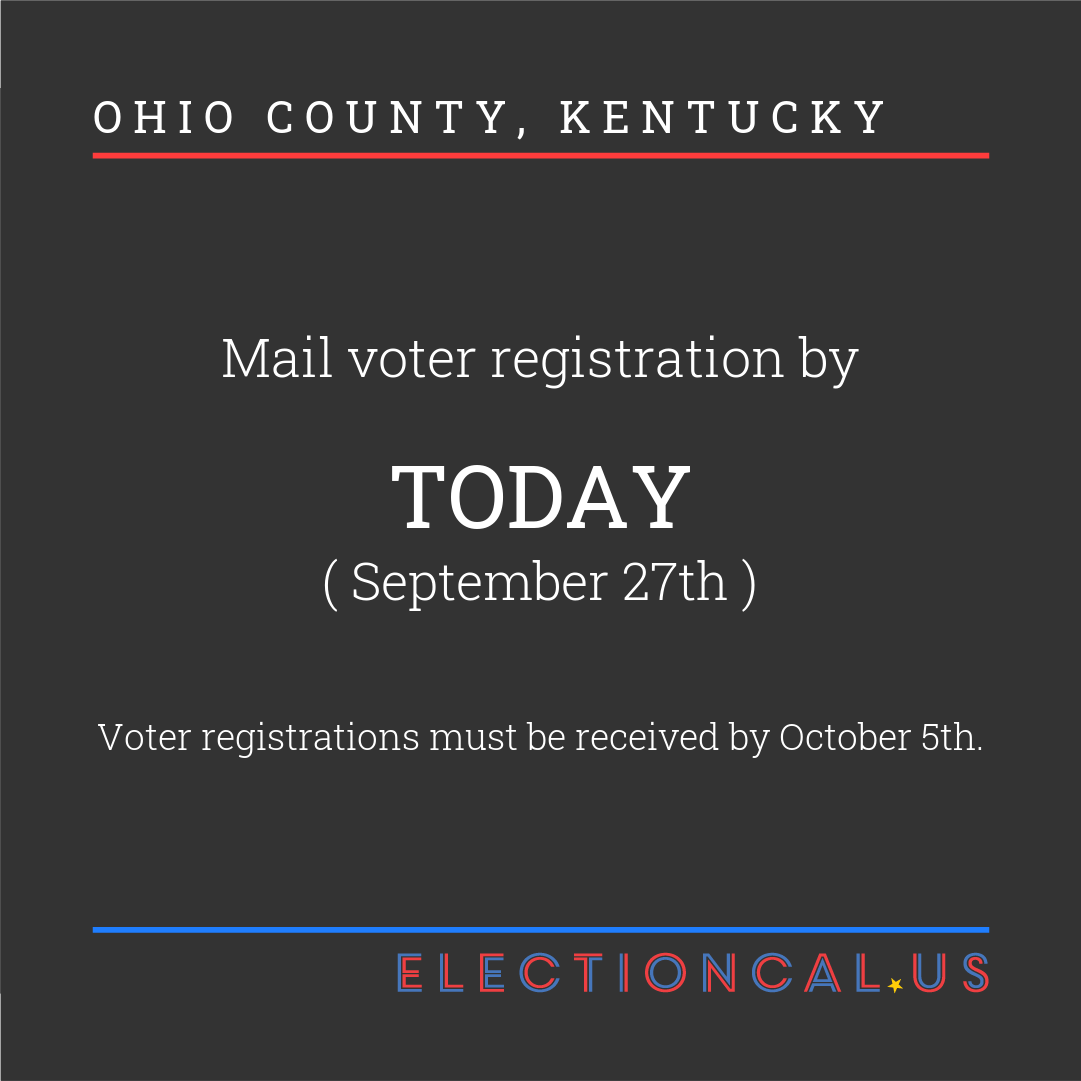 OHIO COUNTY, KENTUCKY
Mail voter registration by
TODAY
( September 27th )
Voter registrations must be received by October 5th.
ELECTIONCAL.US